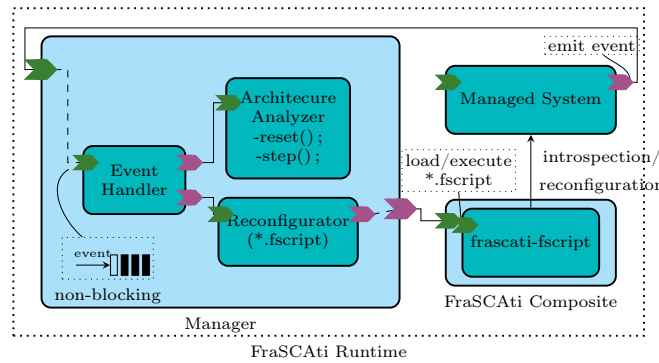 emit event
Architecure
Analyzer
-reset();
-step();
Managed System
Event
Handler
load/execute
*.fscript
introspection/
reconfiguration
Reconfigurator
(*.fscript)
frascati-fscript
event
non-blocking
FraSCAti Composite
Manager
FraSCAti Runtime